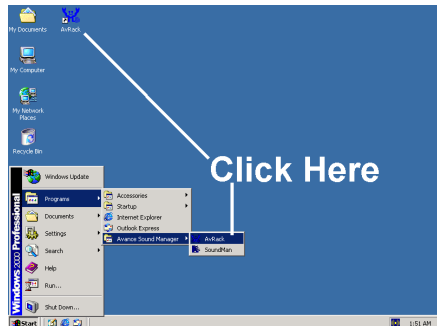 My Documents
AvRack
My Computer
My Network
Places
Recycle Bin
Click Here
Windows 2000 Professional
Windows Update
Programs
Documents
Settings
Search
Help
Run...
Shut Down...
Accessories
Startup
Internet Explorer
Outlook Express
Avance Sound Manager
AvRack
SoundMan
Start
1:51 AM